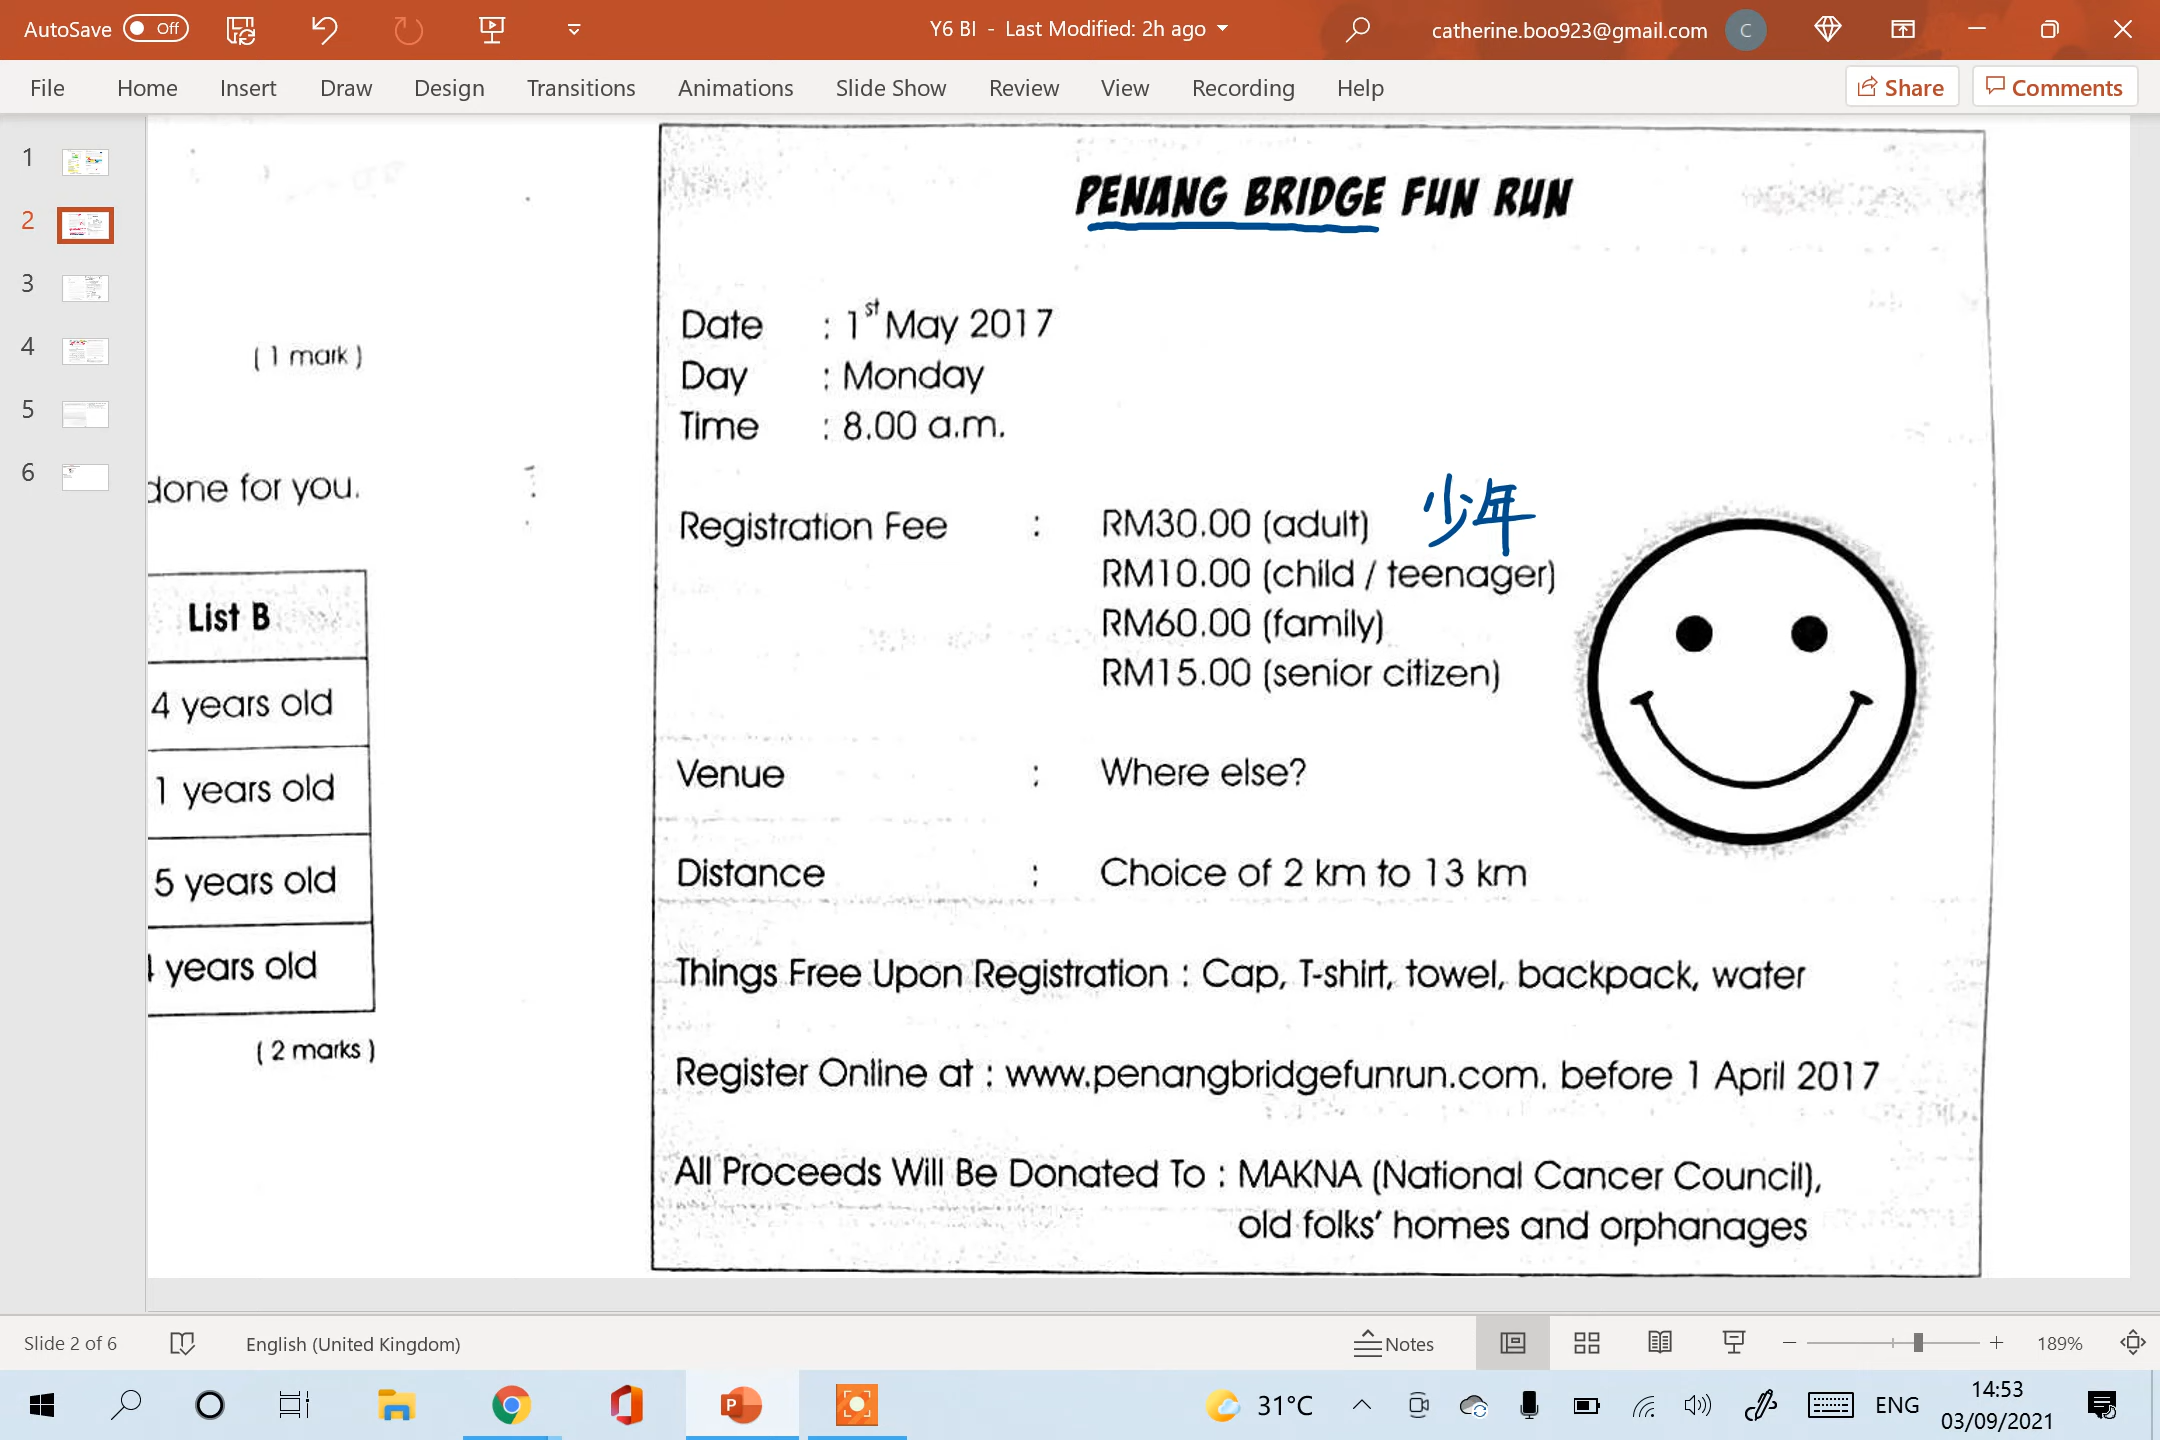 AutoSave Off
Y6 BI - Last Modified: 2h ago
catherine.boo923@gmail.com C
File Home Insert Draw Design Transitions Animations Slide Show Review View Recording Help Share Comments
1
2
3
4
5
6
( 1 mark )
done for you.
List B
4 years old
1 years old
5 years old
years old
( 2 marks )
PENANG BRIDGE FUN RUN
Date : 1st May 2017
Day : Monday
Time : 8.00 a.m.
少年
Registration Fee : RM30.00 (adult)
RM10.00 (child / teenager)
RM60.00 (family)
RM15.00 (senior citizen)
Venue : Where else?
Distance : Choice of 2 km to 13 km
Things Free Upon Registration : Cap, T-shirt, towel, backpack, water
Register Online at : www.penangbridgefunrun.com. before 1 April 2017
All Proceeds Will Be Donated To : MAKNA (National Cancer Council),
old folks' homes and orphanages
Slide 2 of 6 English (United Kingdom) Notes 189%
31°C ENG 14:53
03/09/2021